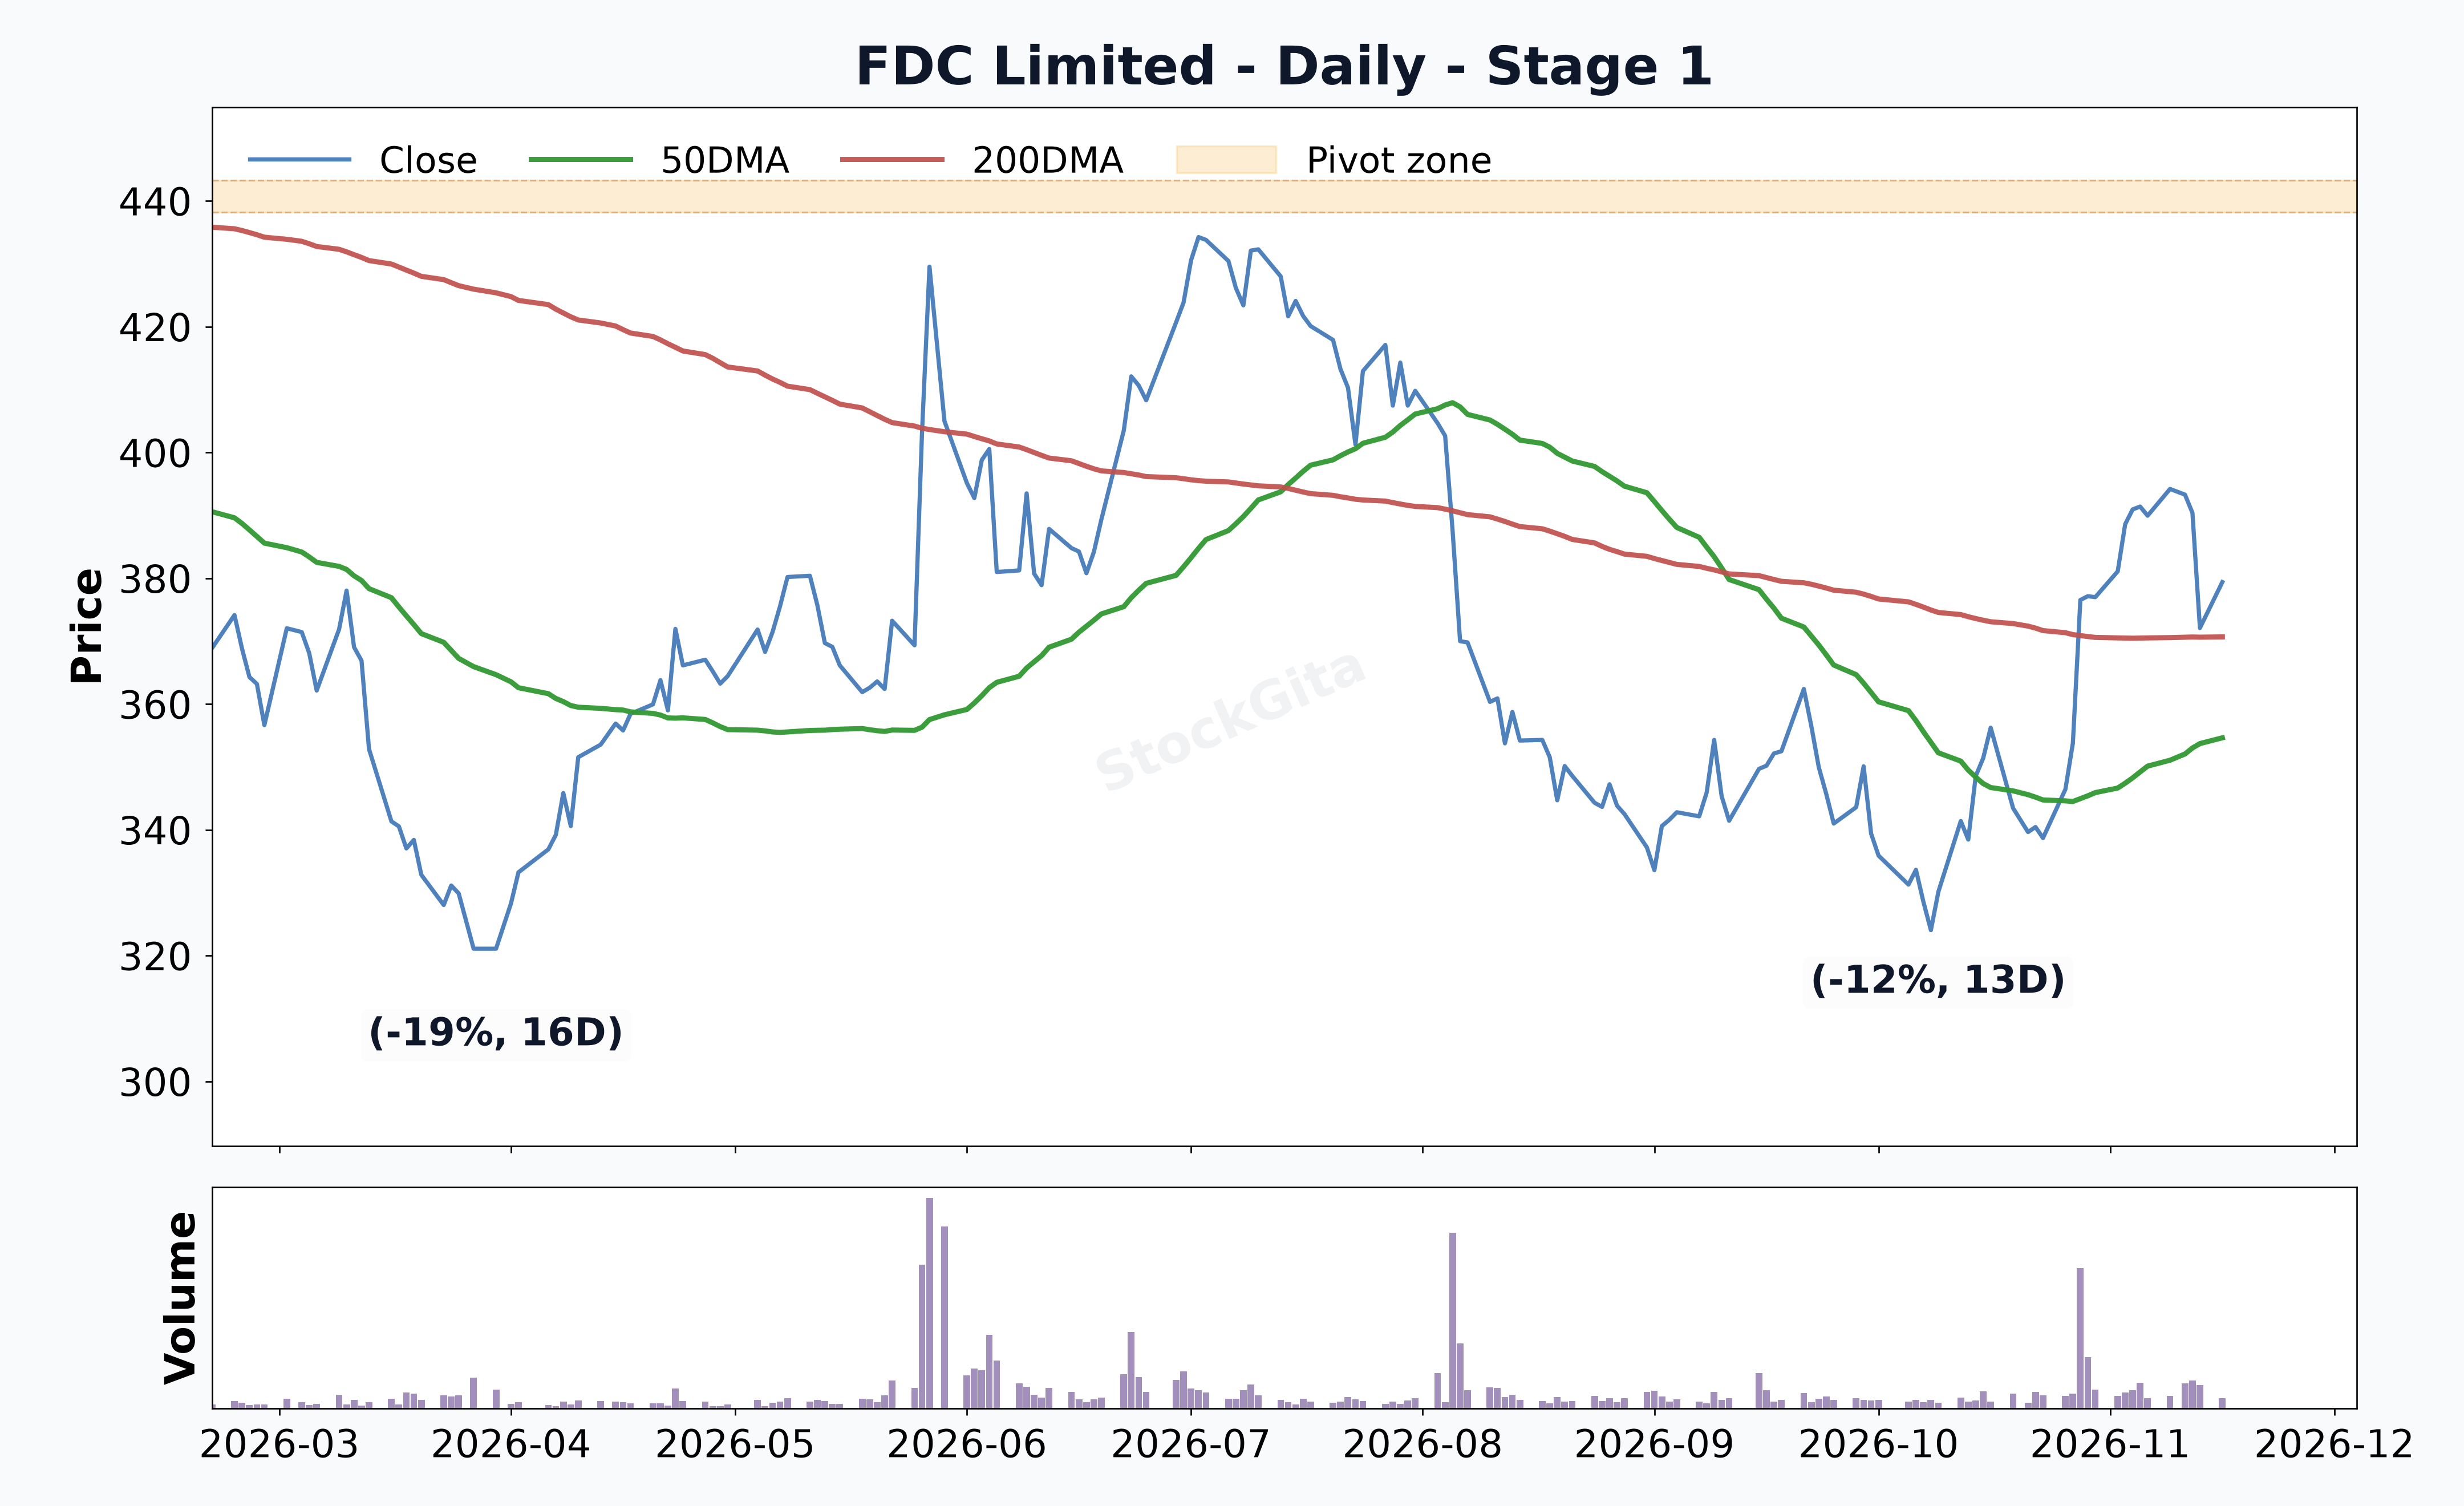 FDC Limited - Daily - Stage 1
Close 50DMA 200DMA Pivot zone
440
420
400
380
360
340
320
300
Price
StockGita
(-19%, 16D)
(-12%, 13D)
Volume
2026-03 2026-04 2026-05 2026-06 2026-07 2026-08 2026-09 2026-10 2026-11 2026-12